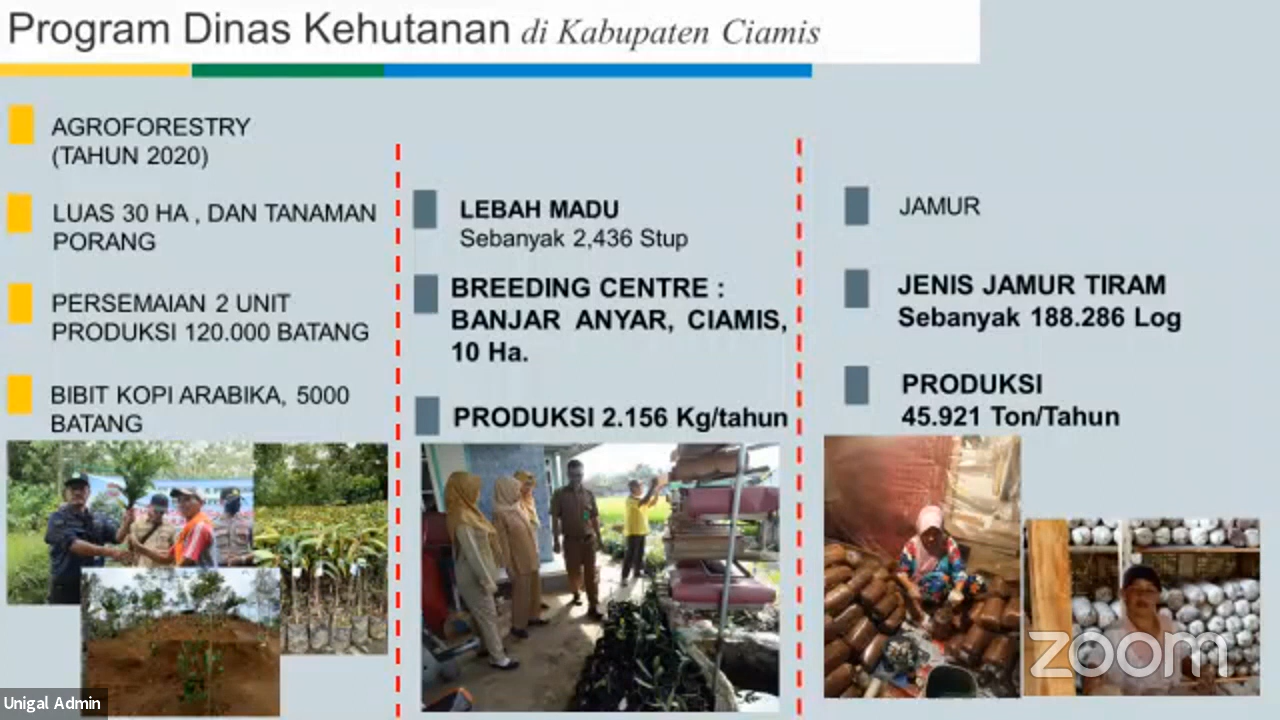 Program Dinas Kehutanan di Kabupaten Ciamis
AGROFORESTRY
(TAHUN 2020)
LUAS 30 HA , DAN TANAMAN
PORANG
PERSEMAIAN 2 UNIT
PRODUKSI 120.000 BATANG
BIBIT KOPI ARABIKA, 5000
BATANG
LEBAH MADU
Sebanyak 2,436 Stup
BREEDING CENTRE :
BANJAR ANYAR, CIAMIS,
10 Ha.
PRODUKSI 2.156 Kg/tahun
JAMUR
JENIS JAMUR TIRAM
Sebanyak 188.286 Log
PRODUKSI
45.921 Ton/Tahun
zoom
Unigal Admin